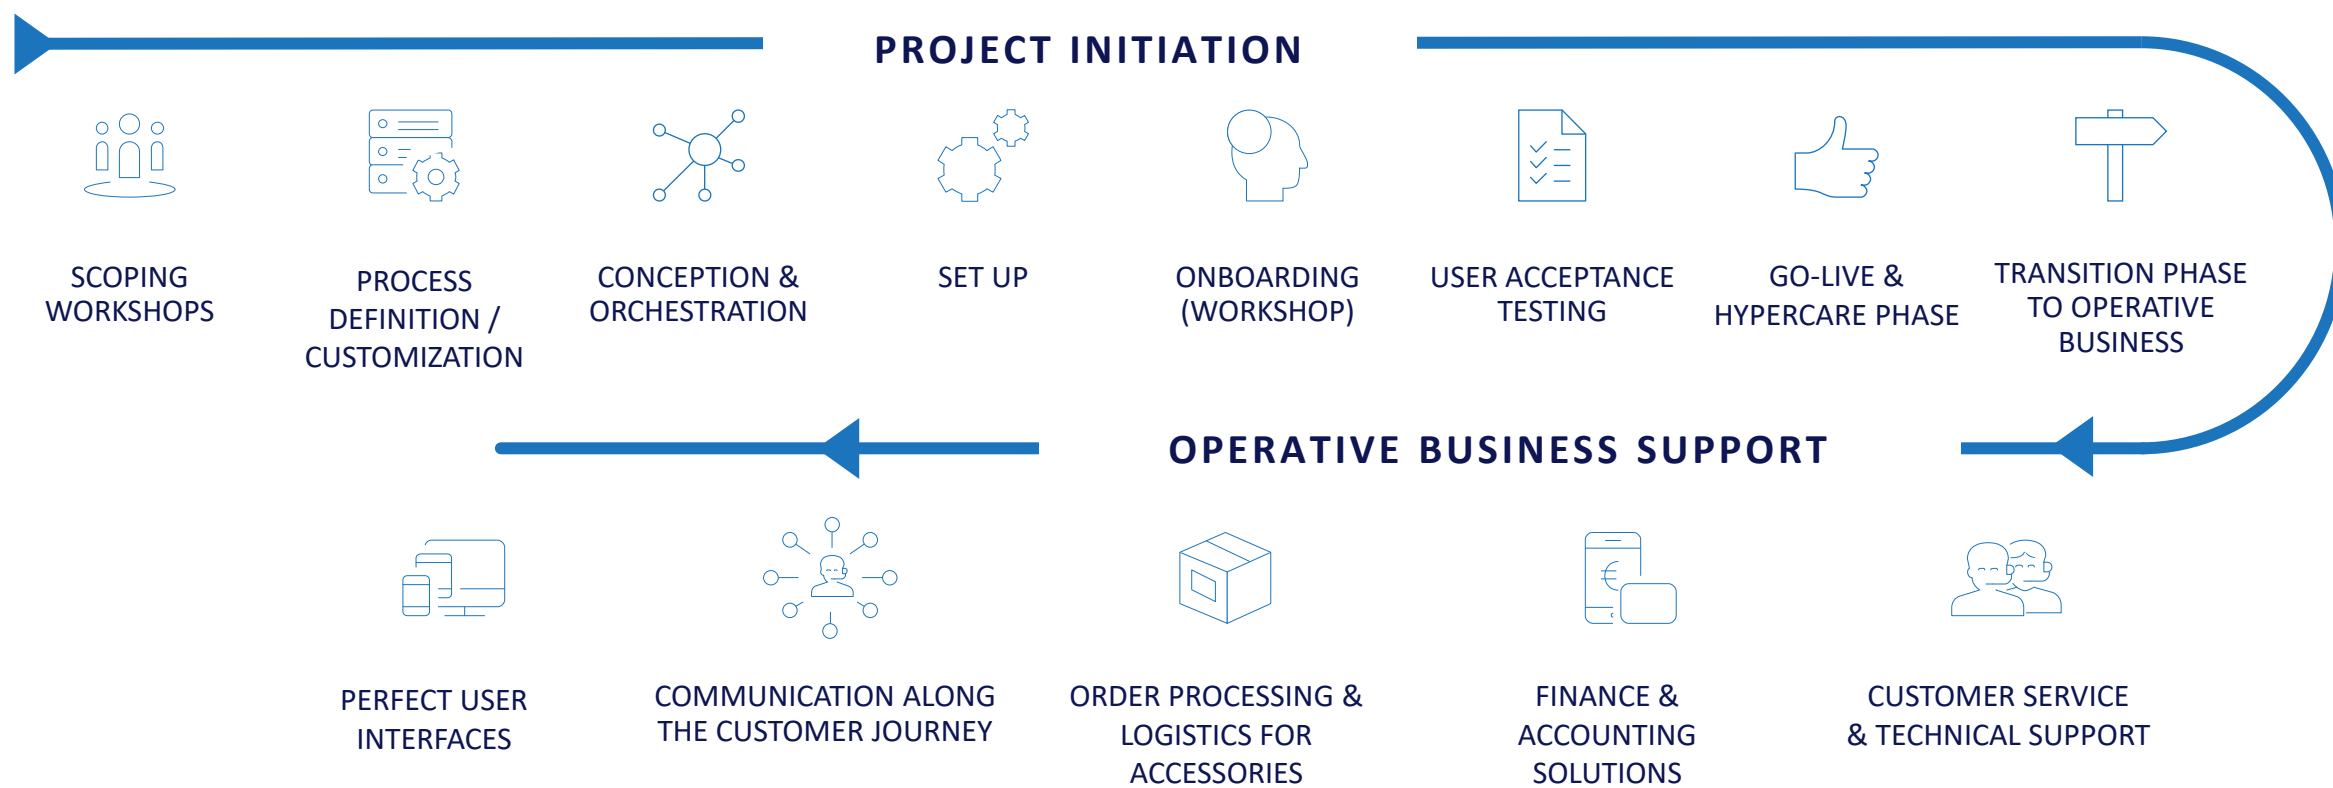 PROJECT INITIATION
SCOPING
WORKSHOPS
PROCESS
DEFINITION /
CUSTOMIZATION
CONCEPTION &
ORCHESTRATION
SET UP
ONBOARDING
(WORKSHOP)
USER ACCEPTANCE
TESTING
GO-LIVE &
HYPERCARE PHASE
TRANSITION PHASE
TO OPERATIVE
BUSINESS
OPERATIVE BUSINESS SUPPORT
PERFECT USER
INTERFACES
COMMUNICATION ALONG
THE CUSTOMER JOURNEY
ORDER PROCESSING &
LOGISTICS FOR
ACCESSORIES
€
FINANCE &
ACCOUNTING
SOLUTIONS
CUSTOMER SERVICE
& TECHNICAL SUPPORT